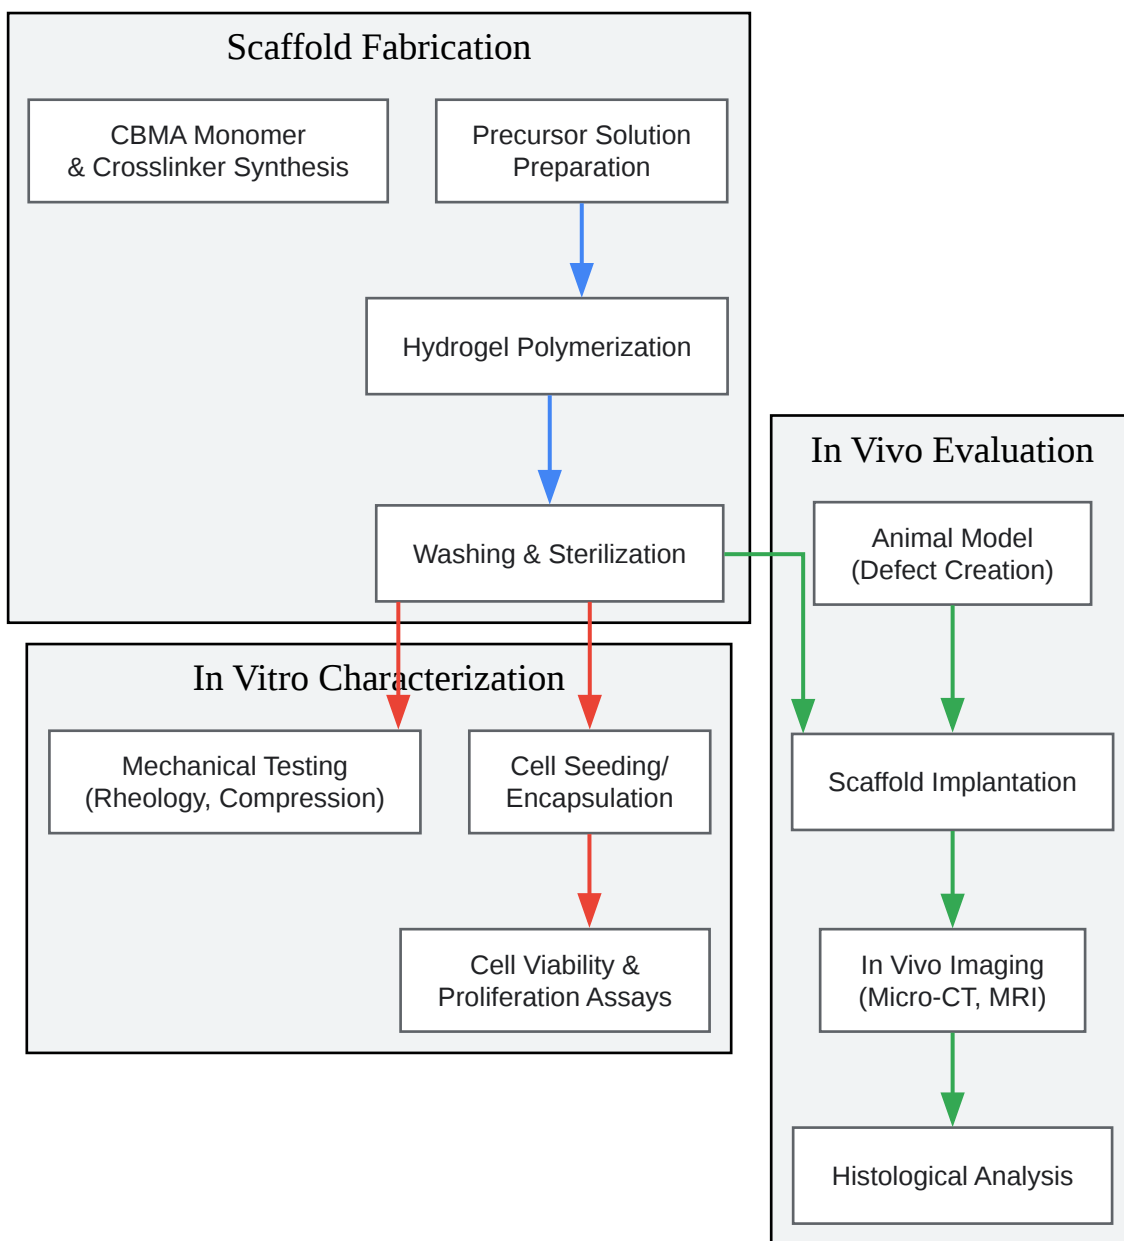 Scaffold Fabrication
CBMA Monomer
& Crosslinker Synthesis
Precursor Solution
Preparation
Hydrogel Polymerization
Washing & Sterilization
In Vitro Characterization
Mechanical Testing
(Rheology, Compression)
Cell Seeding/
Encapsulation
Cell Viability &
Proliferation Assays
In Vivo Evaluation
Animal Model
(Defect Creation)
Scaffold Implantation
In Vivo Imaging
(Micro-CT, MRI)
Histological Analysis